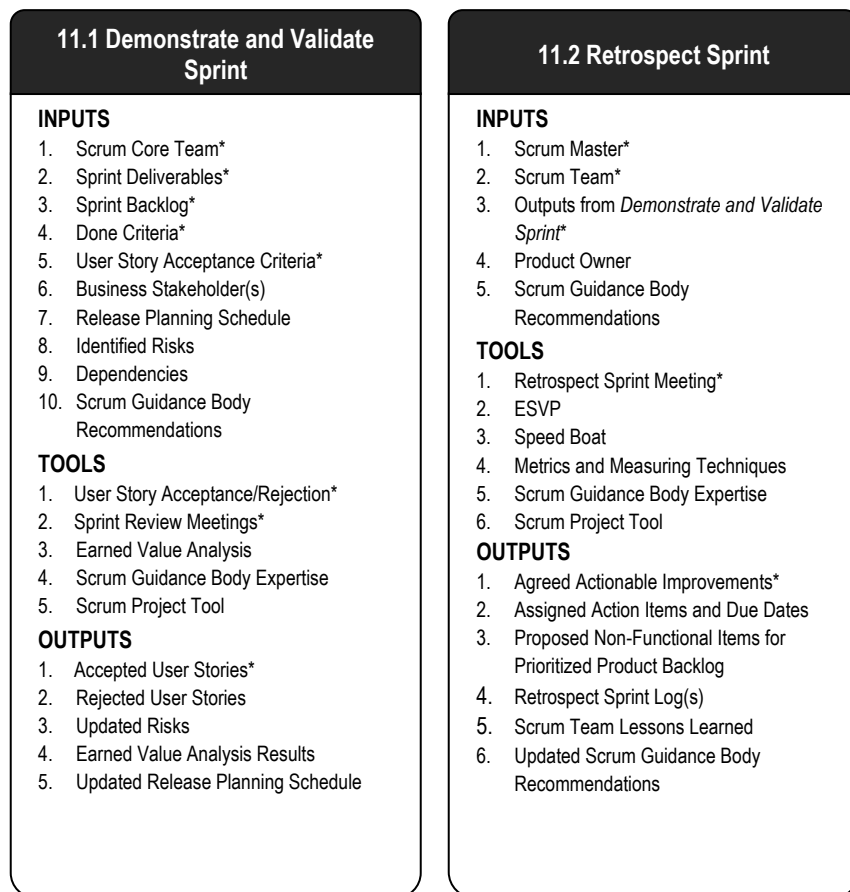 11.1 Demonstrate and Validate
Sprint
INPUTS
1. Scrum Core Team*
2. Sprint Deliverables*
3. Sprint Backlog*
4. Done Criteria*
5. User Story Acceptance Criteria*
6. Business Stakeholder(s)
7. Release Planning Schedule
8. Identified Risks
9. Dependencies
10. Scrum Guidance Body
Recommendations
TOOLS
1. User Story Acceptance/Rejection*
2. Sprint Review Meetings*
3. Earned Value Analysis
4. Scrum Guidance Body Expertise
5. Scrum Project Tool
OUTPUTS
1. Accepted User Stories*
2. Rejected User Stories
3. Updated Risks
4. Earned Value Analysis Results
5. Updated Release Planning Schedule
11.2 Retrospect Sprint
INPUTS
1. Scrum Master*
2. Scrum Team*
3. Outputs from Demonstrate and Validate
Sprint*
4. Product Owner
5. Scrum Guidance Body
Recommendations
TOOLS
1. Retrospect Sprint Meeting*
2. ESVP
3. Speed Boat
4. Metrics and Measuring Techniques
5. Scrum Guidance Body Expertise
6. Scrum Project Tool
OUTPUTS
1. Agreed Actionable Improvements*
2. Assigned Action Items and Due Dates
3. Proposed Non-Functional Items for
Prioritized Product Backlog
4. Retrospect Sprint Log(s)
5. Scrum Team Lessons Learned
6. Updated Scrum Guidance Body
Recommendations